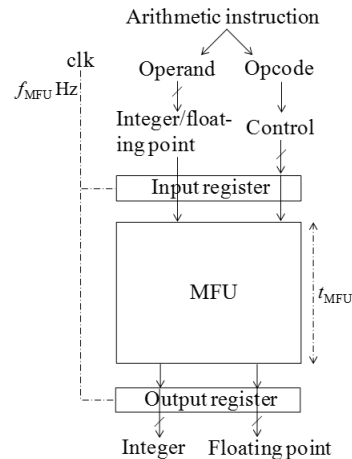 Arithmetic instruction
clk
Operand
Opcode
fMFU Hz
Integer/float-
ing point
Control
Input register
MFU
tMFU
Output register
Integer
Floating point